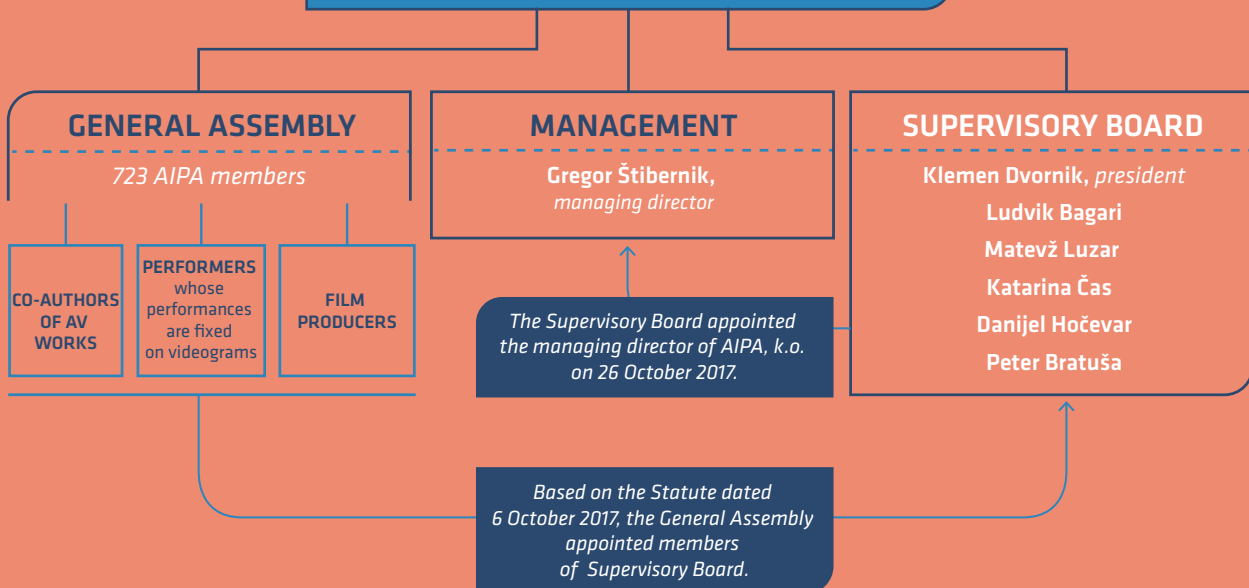 GENERAL ASSEMBLY
723 AIPA members
CO-AUTHORS
OF AV
WORKS
PERFORMERS
whose
performances
are fixed
on videograms
FILM
PRODUCERS
MANAGEMENT
Gregor Štibernik,
managing director
The Supervisory Board appointed
the managing director of AIPA, k.o.
on 26 October 2017.
SUPERVISORY BOARD
Klemen Dvornik, president
Ludvik Bagari
Matevž Luzar
Katarina Čas
Danijel Hočevar
Peter Bratuša
Based on the Statute dated
6 October 2017, the General Assembly
appointed members
of Supervisory Board.